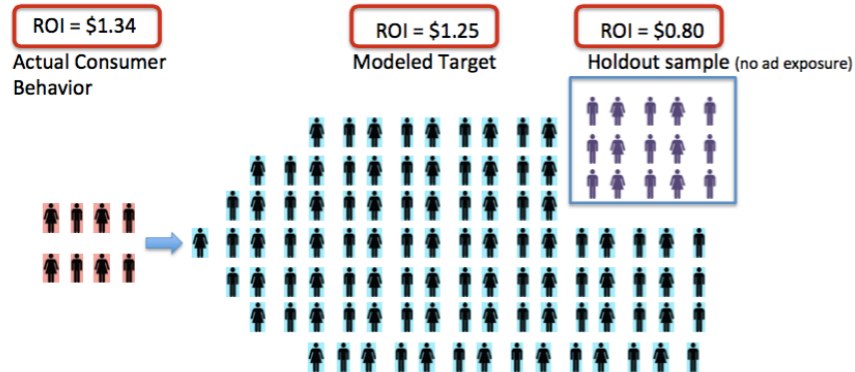 ROI = $1.34
Actual Consumer
Behavior
ROI = $1.25
Modeled Target
ROI = $0.80
Holdout sample (no ad exposure)